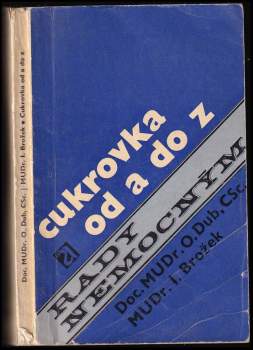 Doc. MUDr. O. Dub, CSc. / MUDr. I. Brožek • Cukrovka od a do z
cukrovka
od a do z
RADY
NEMOCNÝM
Doc. MUDr. O. Dub, CSc.
MUDr. I. Brožek